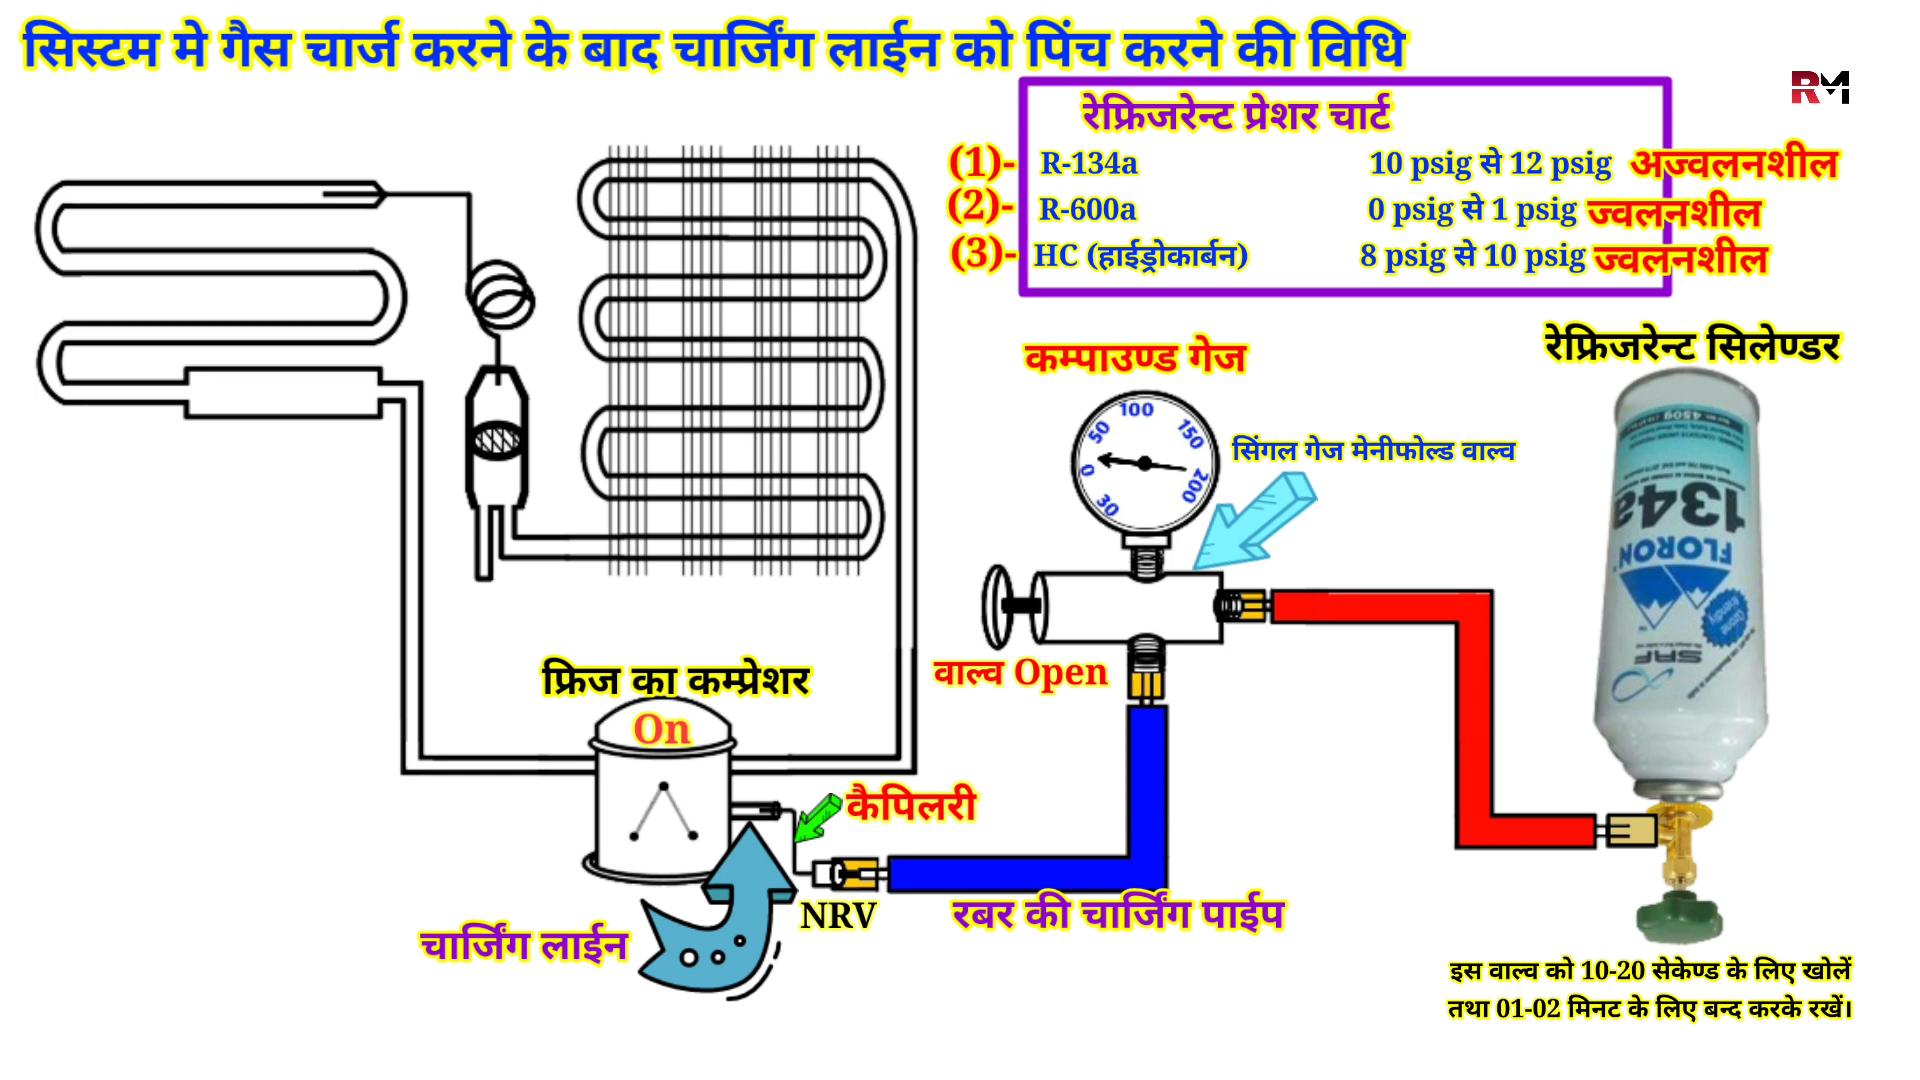 सिस्टम मे गैस चार्ज करने के बाद चार्जिंग लाईन को पिंच करने की विधि
RM
रेफ्रिजरेन्ट प्रेशर चार्ट
(1)- R-134a 10 psig से 12 psig अज्वलनशील
(2)- R-600a 0 psig से 1 psig ज्वलनशील
(3)- HC (हाईड्रोकार्बन) 8 psig से 10 psig ज्वलनशील
रेफ्रिजरेन्ट सिलेण्डर
कम्पाउण्ड गेज
100
50
150
0
200
30
सिंगल गेज मेनीफोल्ड वाल्व
450g
134a
FLORON
SRF
वाल्व Open
फ्रिज का कम्प्रेशर
On
कैपिलरी
NRV
रबर की चार्जिंग पाईप
चार्जिंग लाईन
इस वाल्व को 10-20 सेकेण्ड के लिए खोलें
तथा 01-02 मिनट के लिए बन्द करके रखें।